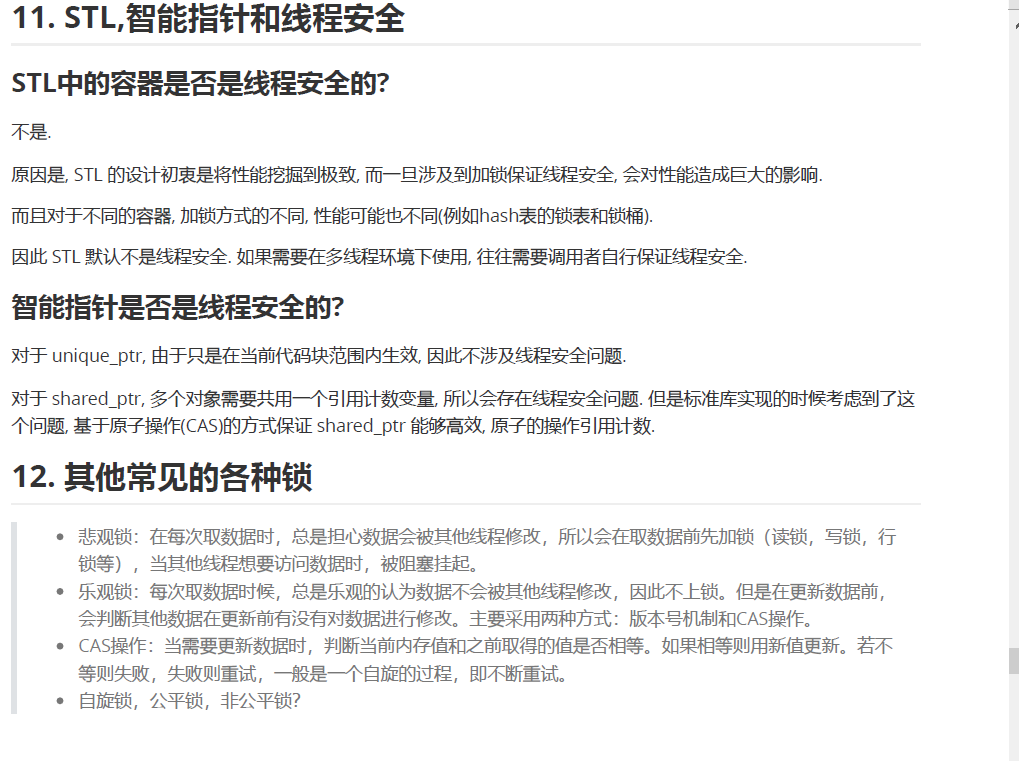 11. STL,智能指针和线程安全
STL中的容器是否是线程安全的?
不是.
原因是, STL 的设计初衷是将性能挖掘到极致, 而一旦涉及到加锁保证线程安全, 会对性能造成巨大的影响.
而且对于不同的容器, 加锁方式的不同, 性能可能也不同(例如hash表的锁表和锁桶).
因此 STL 默认不是线程安全. 如果需要在多线程环境下使用, 往往需要调用者自行保证线程安全.
智能指针是否是线程安全的?
对于 unique_ptr, 由于只是在当前代码块范围内生效, 因此不涉及线程安全问题.
对于 shared_ptr, 多个对象需要共用一个引用计数变量, 所以会存在线程安全问题. 但是标准库实现的时候考虑到了这
个问题, 基于原子操作(CAS)的方式保证 shared_ptr 能够高效, 原子的操作引用计数.
12. 其他常见的各种锁
• 悲观锁：在每次取数据时，总是担心数据会被其他线程修改，所以会在取数据前先加锁（读锁，写锁，行
锁等），当其他线程想要访问数据时，被阻塞挂起。
• 乐观锁：每次取数据时候，总是乐观的认为数据不会被其他线程修改，因此不上锁。但是在更新数据前，
会判断其他数据在更新前有没有对数据进行修改。主要采用两种方式：版本号机制和CAS操作。
• CAS操作：当需要更新数据时，判断当前内存值和之前取得的值是否相等。如果相等则用新值更新。若不
等则失败，失败则重试，一般是一个自旋的过程，即不断重试。
• 自旋锁，公平锁，非公平锁？